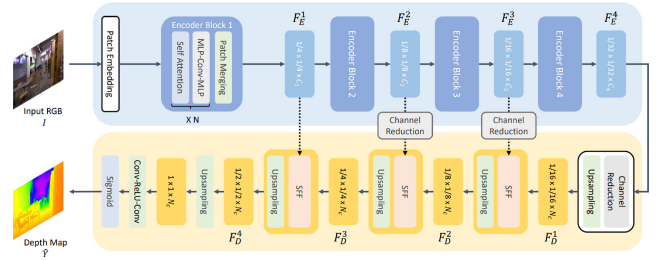 F_E^1
F_E^2
F_E^3
F_E^4
Input RGB
I
Patch Embedding
Encoder Block 1
Self Attention
MLP-Conv-MLP
Patch Merging
X N
1/4 x 1/4 x C₁
Encoder Block 2
1/8 x 1/8 x C₂
Encoder Block 3
1/16 x 1/16 x C₃
Encoder Block 4
1/32 x 1/32 x C₄
Channel
Reduction
Channel
Reduction
Depth Map
Ŷ
Sigmoid
Conv-ReLU-Conv
1 x 1 x N_C
Upsampling
1/2 x 1/2 x N_C
Upsampling
SFF
1/4 x 1/4 x N_C
Upsampling
SFF
1/8 x 1/8 x N_C
Upsampling
SFF
1/16 x 1/16 x N_C
Upsampling
Channel
Reduction
F_D^4
F_D^3
F_D^2
F_D^1